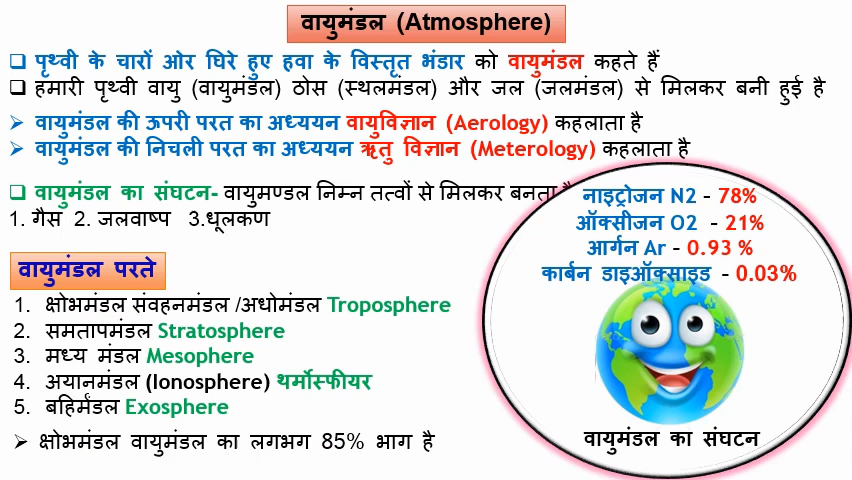 वायुमंडल (Atmosphere)
❑ पृथ्वी के चारों ओर घिरे हुए हवा के विस्तृत भंडार को वायुमंडल कहते हैं
❑ हमारी पृथ्वी वायु (वायुमंडल) ठोस (स्थलमंडल) और जल (जलमंडल) से मिलकर बनी हुई है
➢ वायुमंडल की ऊपरी परत का अध्ययन वायुविज्ञान (Aerology) कहलाता है
➢ वायुमंडल की निचली परत का अध्ययन ऋतु विज्ञान (Meterology) कहलाता है
❑ वायुमंडल का संघटन- वायुमण्डल निम्न तत्वों से मिलकर बनता है
1. गैस 2. जलवाष्प 3.धूलकण
वायुमंडल परते
1. क्षोभमंडल संवहनमंडल /अधोमंडल Troposphere
2. समतापमंडल Stratosphere
3. मध्य मंडल Mesophere
4. अयानमंडल (Ionosphere) थर्मोस्फीयर
5. बहिर्मंडल Exosphere
➢ क्षोभमंडल वायुमंडल का लगभग 85% भाग है
नाइट्रोजन N2 – 78%
ऑक्सीजन O2 – 21%
आर्गन Ar – 0.93 %
कार्बन डाइऑक्साइड – 0.03%
वायुमंडल का संघटन